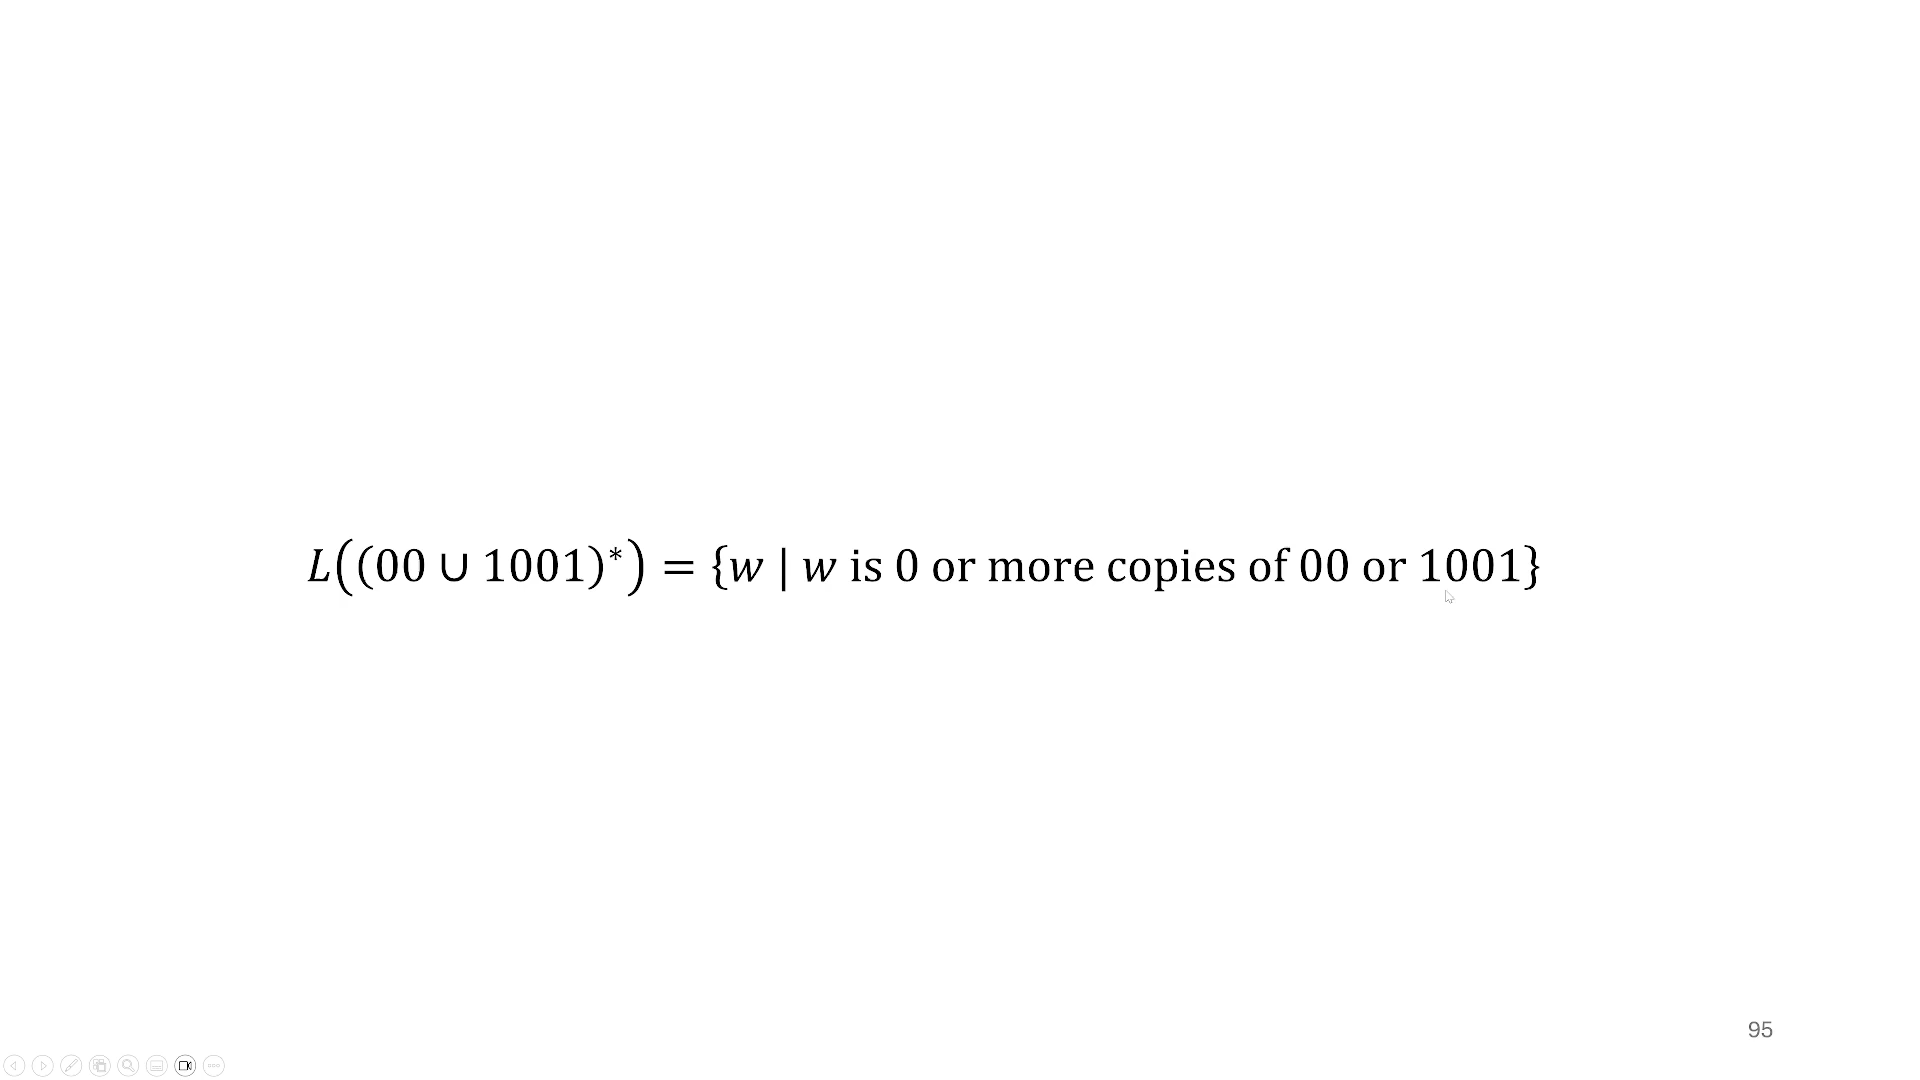 L((00 ∪ 1001)*) = {w | w is 0 or more copies of 00 or 1001}
95